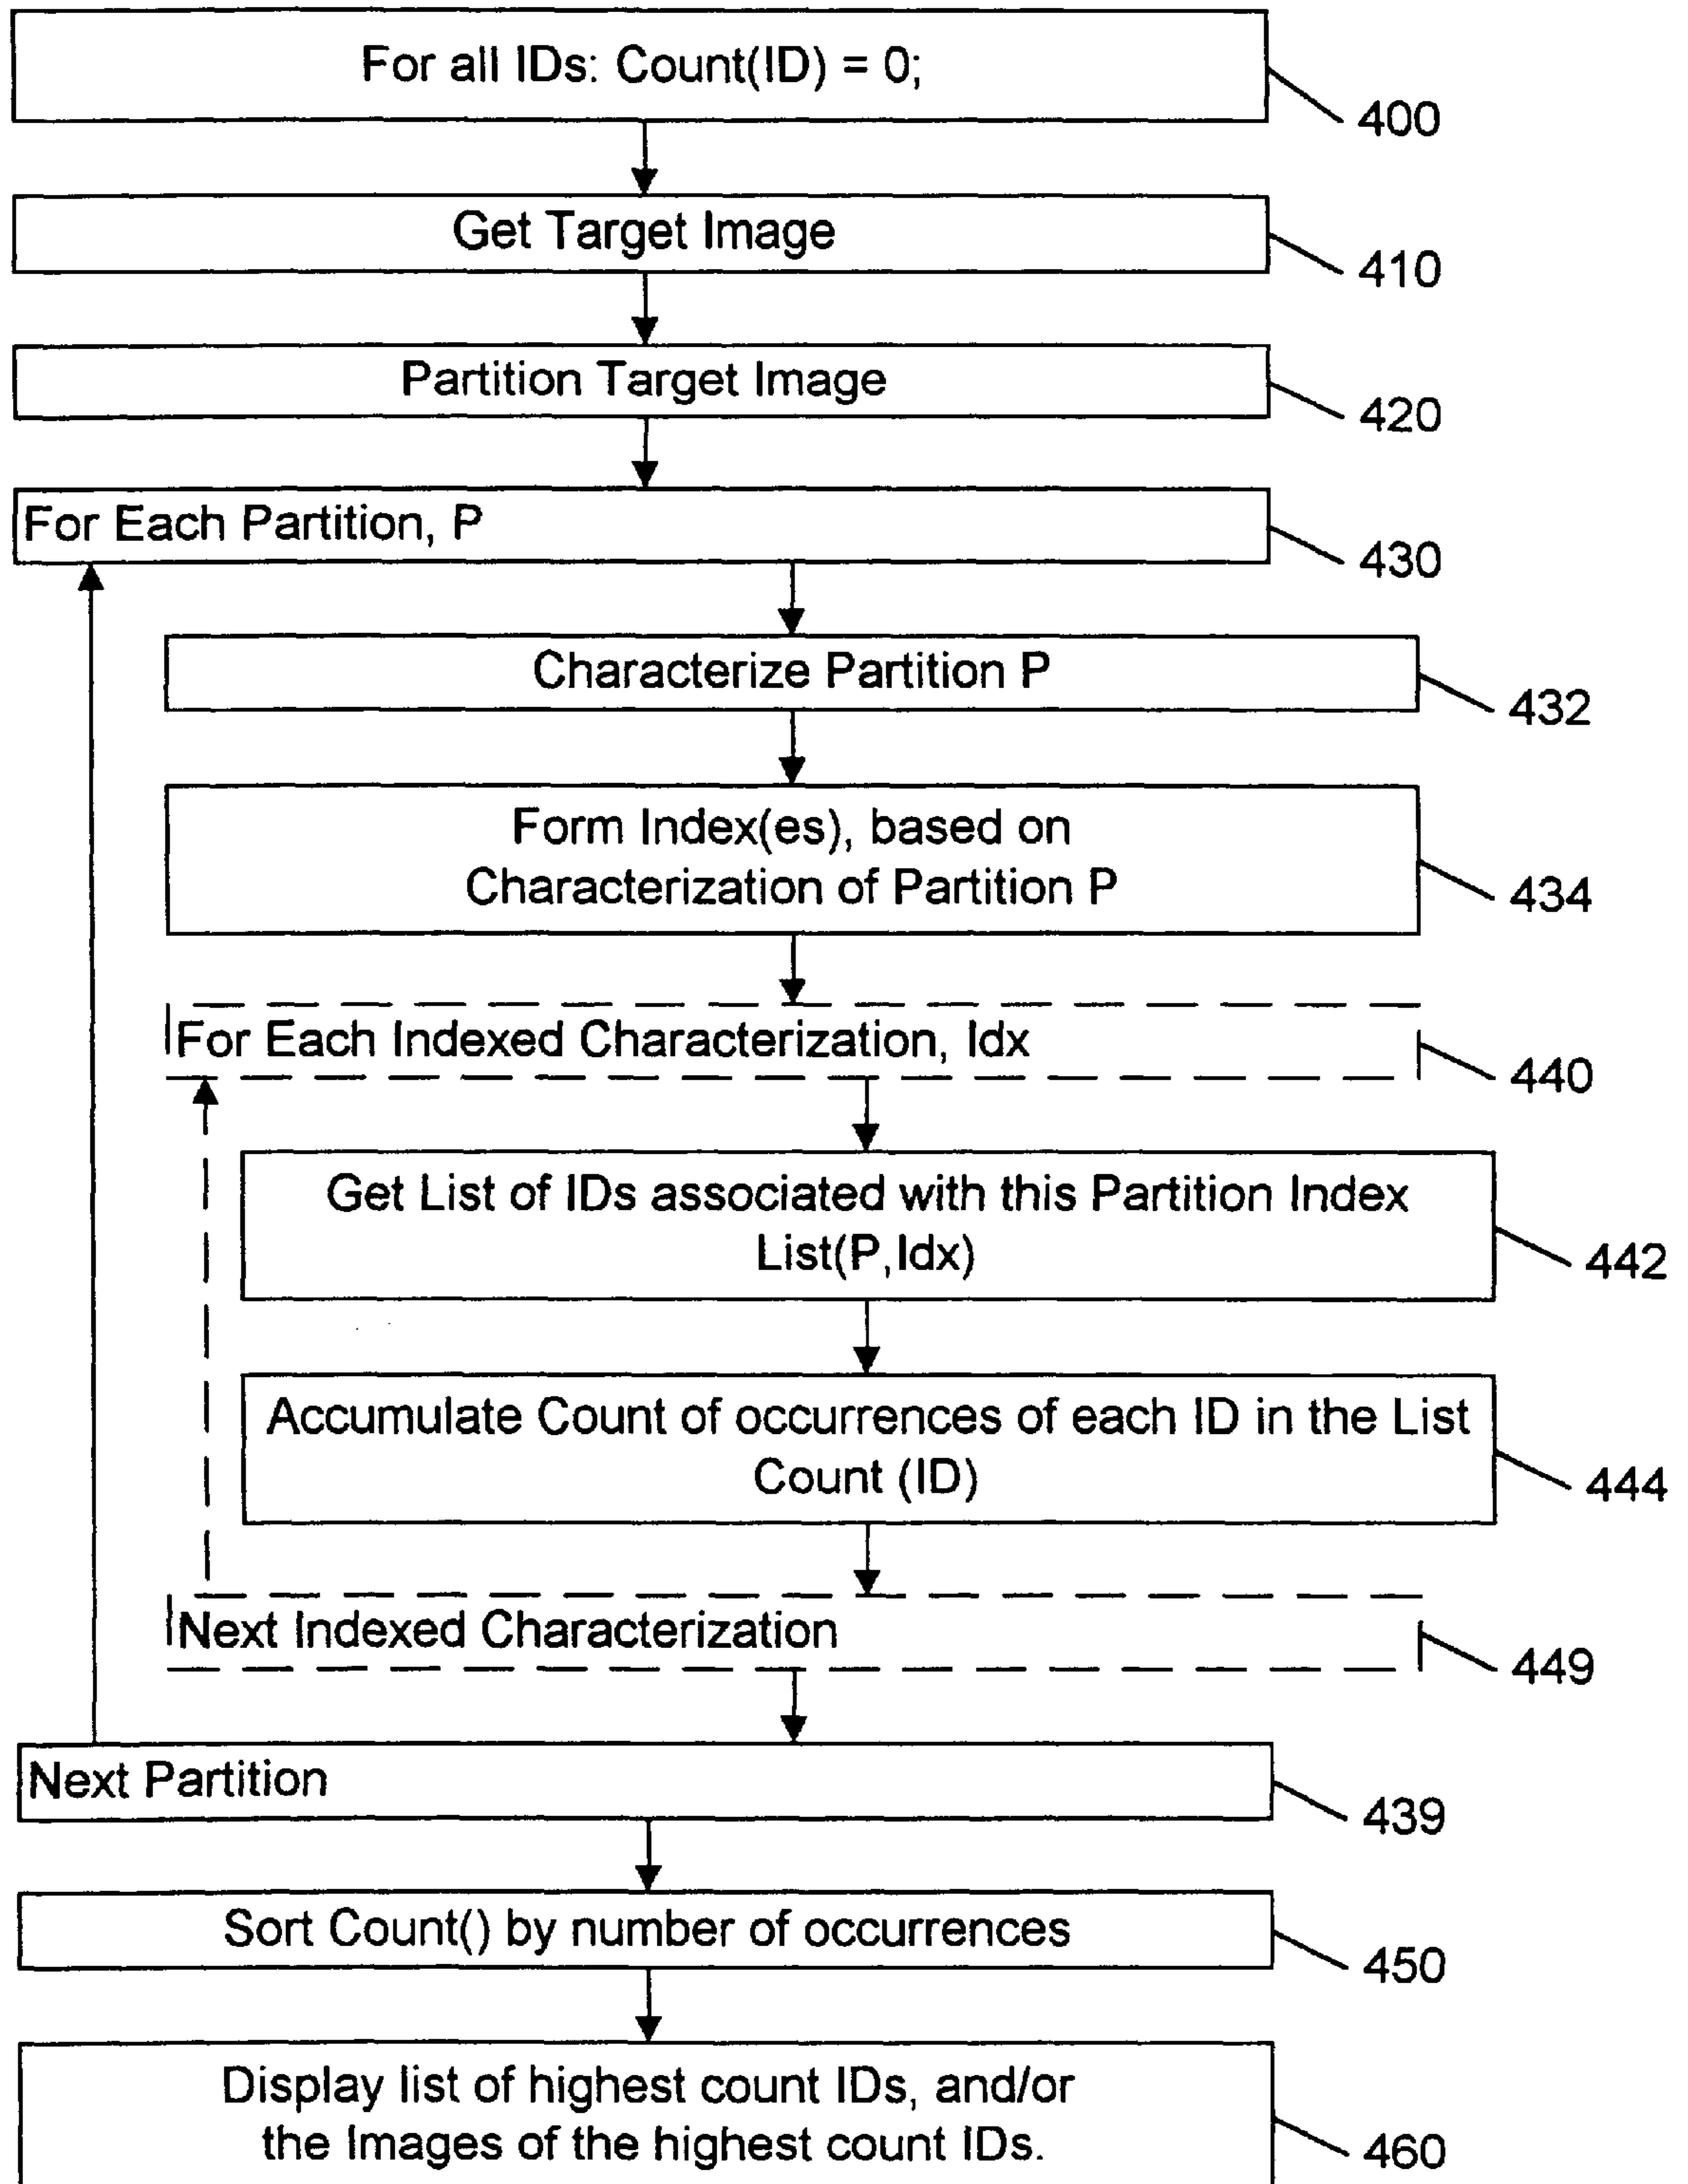 For all IDs: Count(ID) = 0;
400
Get Target Image
410
Partition Target Image
420
For Each Partition, P
430
Characterize Partition P
432
Form Index(es), based on
Characterization of Partition P
434
For Each Indexed Characterization, Idx
440
Get List of IDs associated with this Partition Index
List(P,Idx)
442
Accumulate Count of occurrences of each ID in the List
Count (ID)
444
Next Indexed Characterization
449
Next Partition
439
Sort Count() by number of occurrences
450
Display list of highest count IDs, and/or
the Images of the highest count IDs.
460